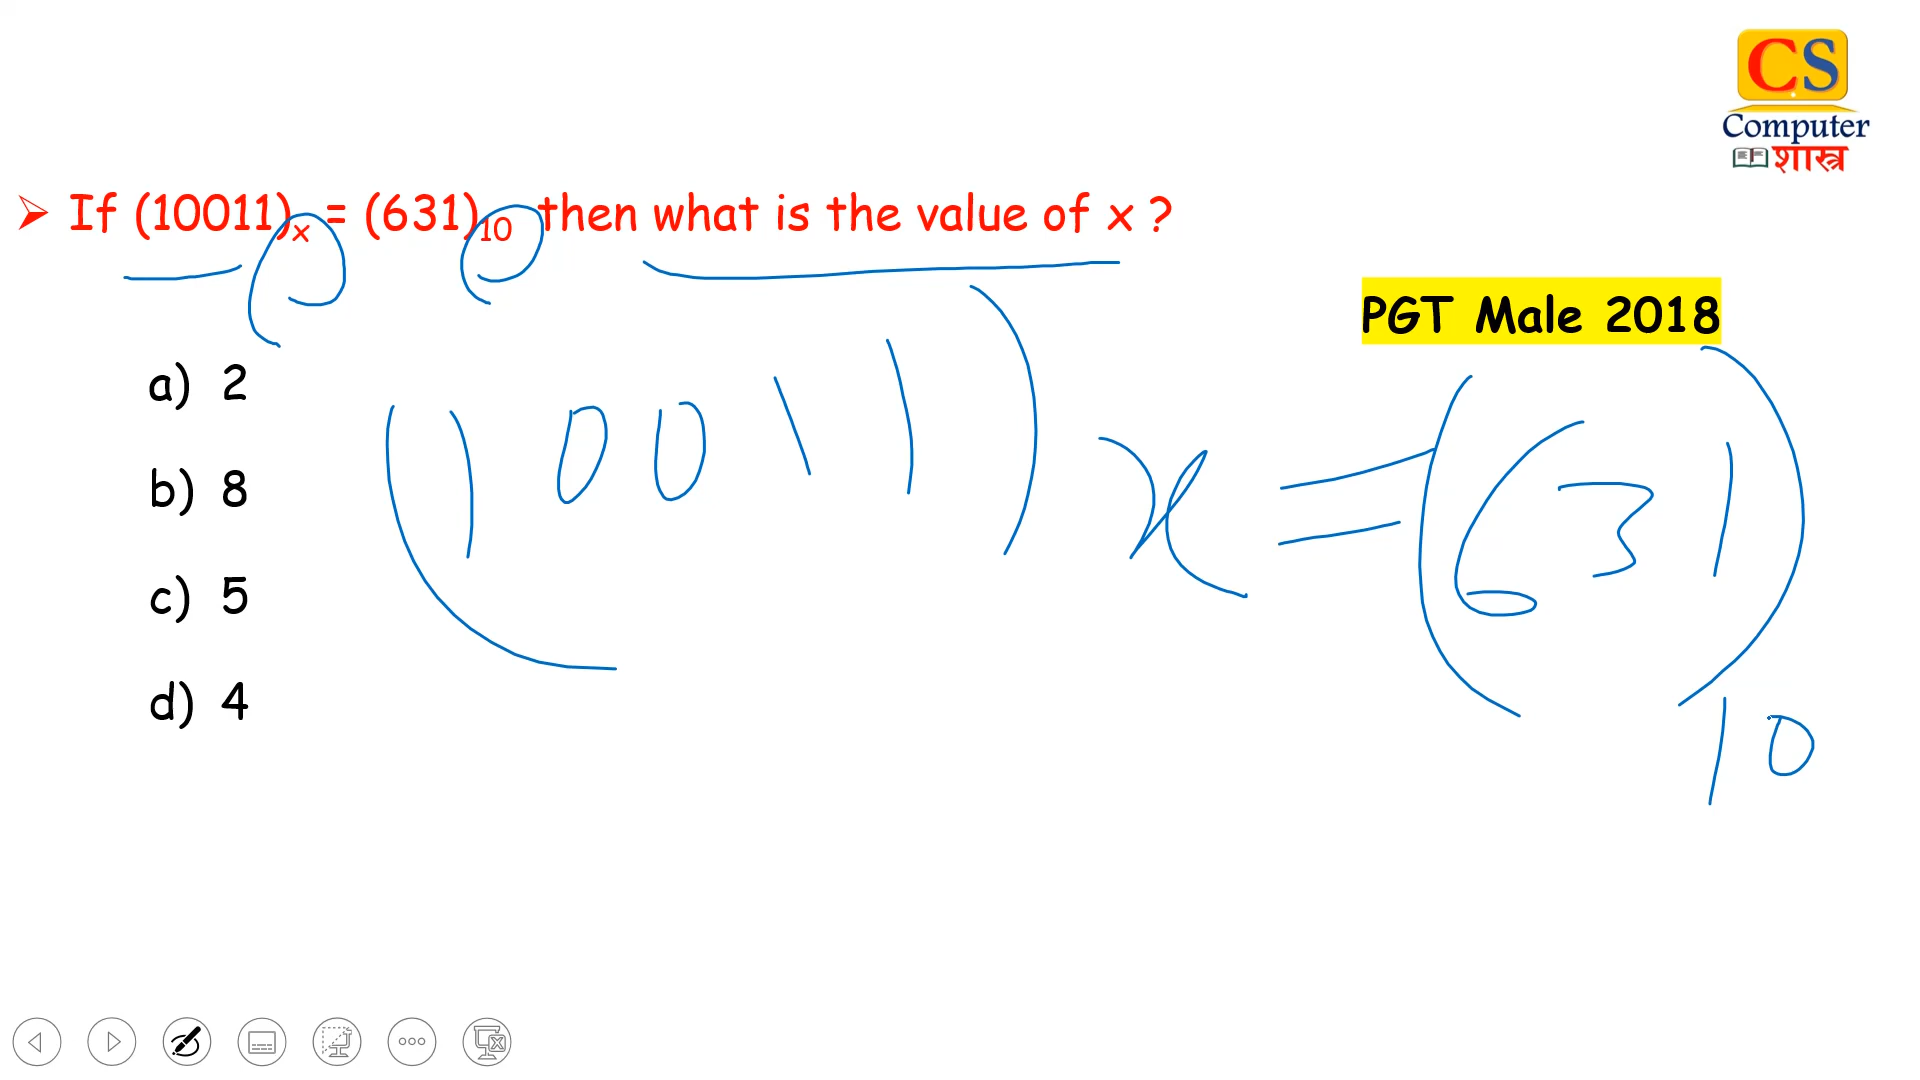 CS
Computer
शास्त्र
➢ If (10011)ₓ = (631)₁₀ then what is the value of x ?
PGT Male 2018
a) 2
b) 8
c) 5
d) 4
(10011)x = (631)10